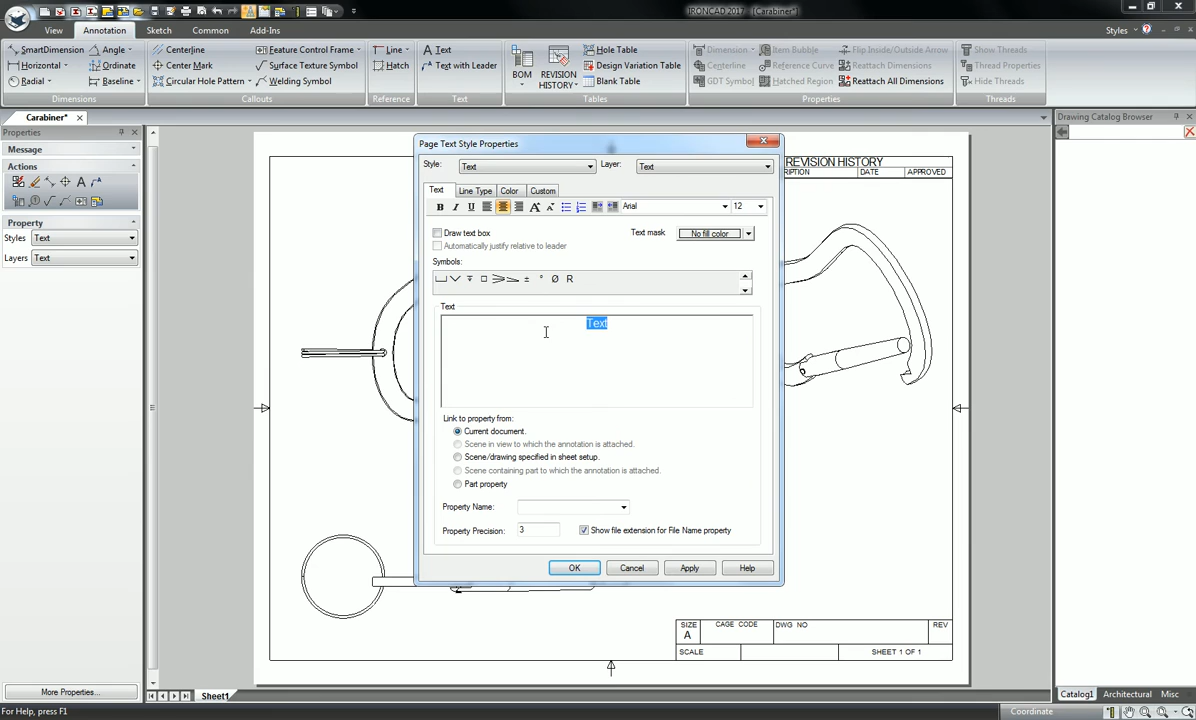 IRONCAD 2017 - [Carabiner*]
View Annotation Sketch Common Add-Ins Styles
SmartDimension Angle Centerline Feature Control Frame Line Text Hole Table Dimension Item Bubble Flip Inside/Outside Arrow Show Threads
Horizontal Ordinate Center Mark Surface Texture Symbol Hatch Text with Leader BOM REVISION HISTORY Design Variation Table Centerline Reference Curve Reattach Dimensions Thread Properties
Radial Baseline Circular Hole Pattern Welding Symbol Blank Table GDT Symbol Hatched Region Reattach All Dimensions Hide Threads
Dimensions Callouts Reference Text Tables Properties Threads
Carabiner*
Properties
Message
Actions
Property
Styles Text
Layers Text
More Properties...
Page Text Style Properties
Style: Text Layer: Text
Text Line Type Color Custom
B I U A A Arial 12
Draw text box Text mask: No fill color
Automatically justify relative to leader
Symbols:
± ° Ø R
Text
Text
Link to property from:
Current document.
Scene in view to which the annotation is attached.
Scene/drawing specified in sheet setup.
Scene containing part to which the annotation is attached.
Part property
Property Name:
Property Precision: 3 Show file extension for File Name property
OK Cancel Apply Help
REVISION HISTORY
RIPTION DATE APPROVED
SIZE CAGE CODE DWG NO REV
A
SCALE SHEET 1 OF 1
Drawing Catalog Browser
Catalog1 Architectural Misc
Sheet1
For Help, press F1
Coordinate